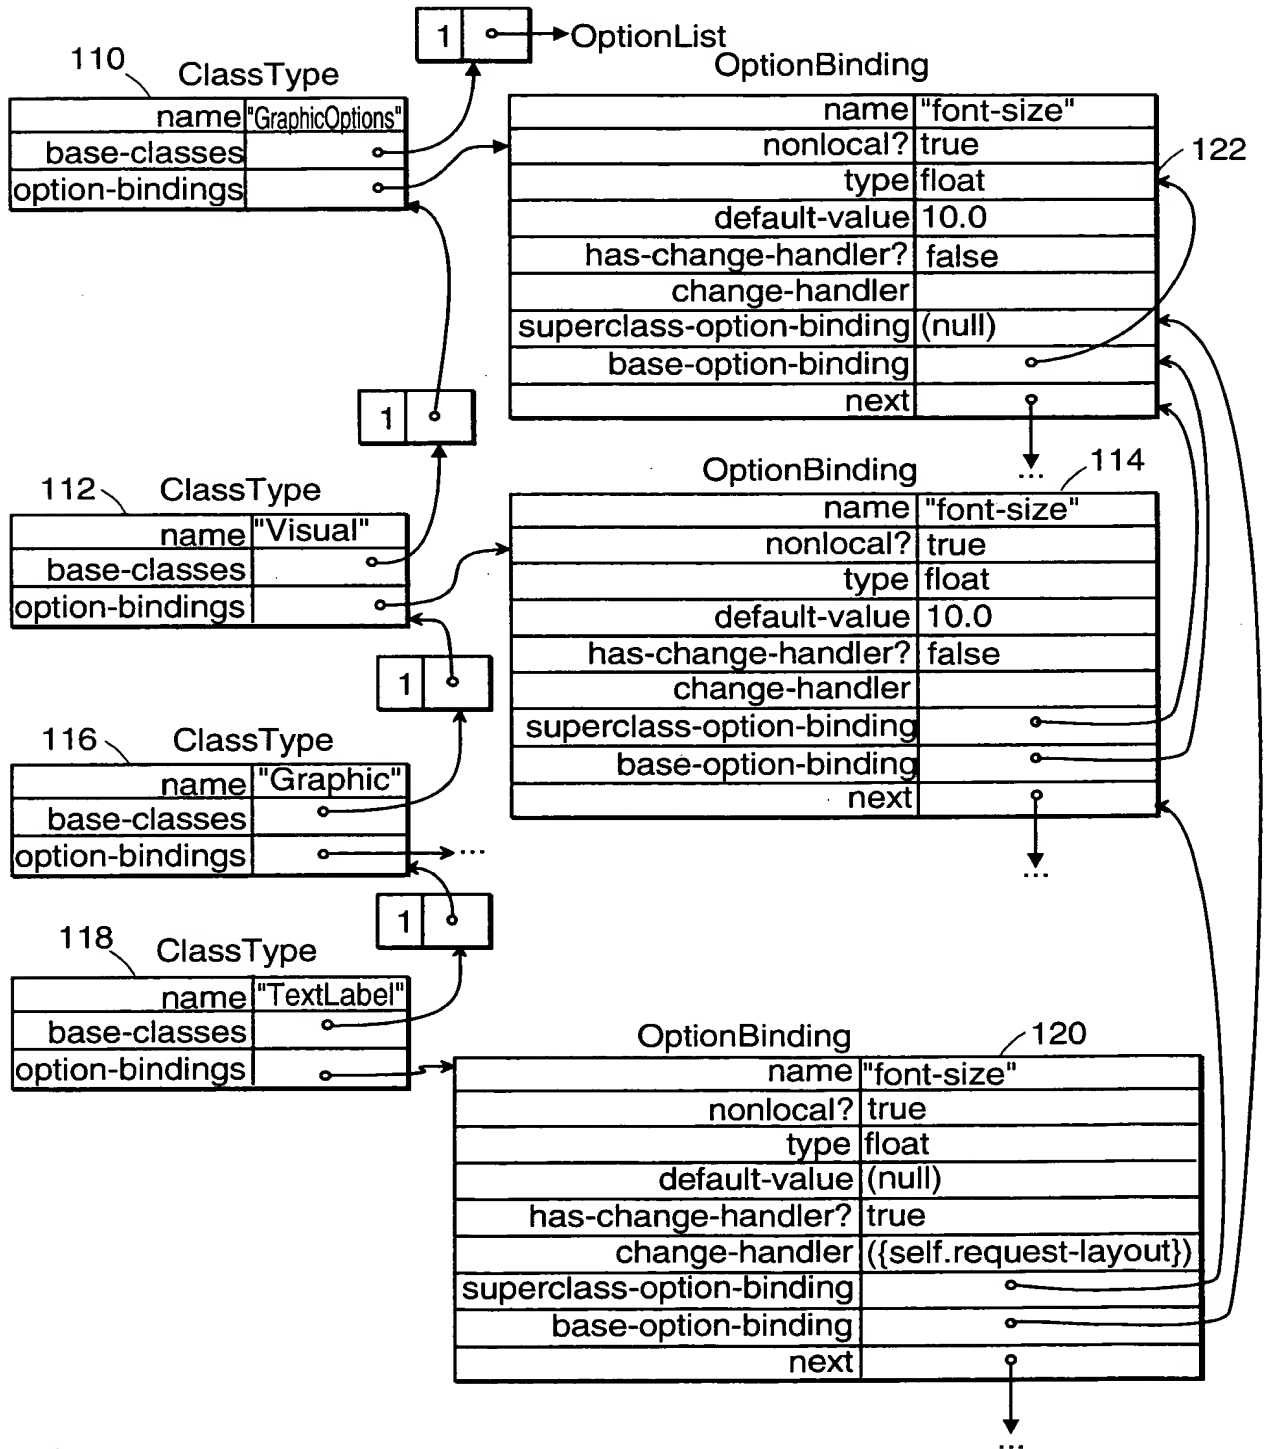 1 OptionList
110 ClassType
name "GraphicOptions"
base-classes
option-bindings
OptionBinding
name "font-size"
nonlocal? true
type float
default-value 10.0
has-change-handler? false
change-handler
superclass-option-binding (null)
base-option-binding
next
...
122
1
112 ClassType
name "Visual"
base-classes
option-bindings
OptionBinding 114
name "font-size"
nonlocal? true
type float
default-value 10.0
has-change-handler? false
change-handler
superclass-option-binding
base-option-binding
next
...
1
116 ClassType
name "Graphic"
base-classes
option-bindings ...
1
118 ClassType
name "TextLabel"
base-classes
option-bindings
OptionBinding 120
name "font-size"
nonlocal? true
type float
default-value (null)
has-change-handler? true
change-handler ({self.request-layout})
superclass-option-binding
base-option-binding
next
...